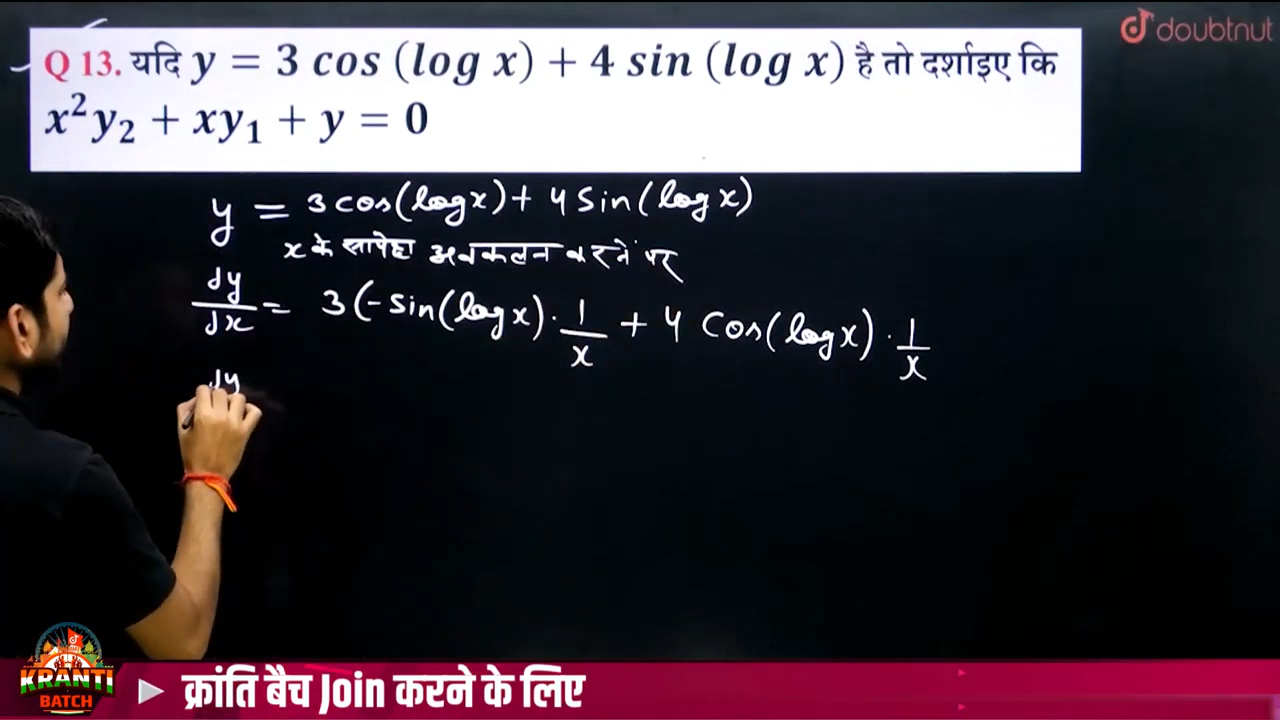 doubtnut
Q 13. यदि y = 3 cos (log x) + 4 sin (log x) है तो दर्शाइए कि
x²y₂ + xy₁ + y = 0
y = 3 cos(log x) + 4 Sin(log x)
x के सापेक्ष अवकलन करने पर
dy/dx = 3(-sin(log x) · 1/x + 4 Cos(log x) · 1/x
dy
KRANTI
BATCH
क्रांति बैच Join करने के लिए